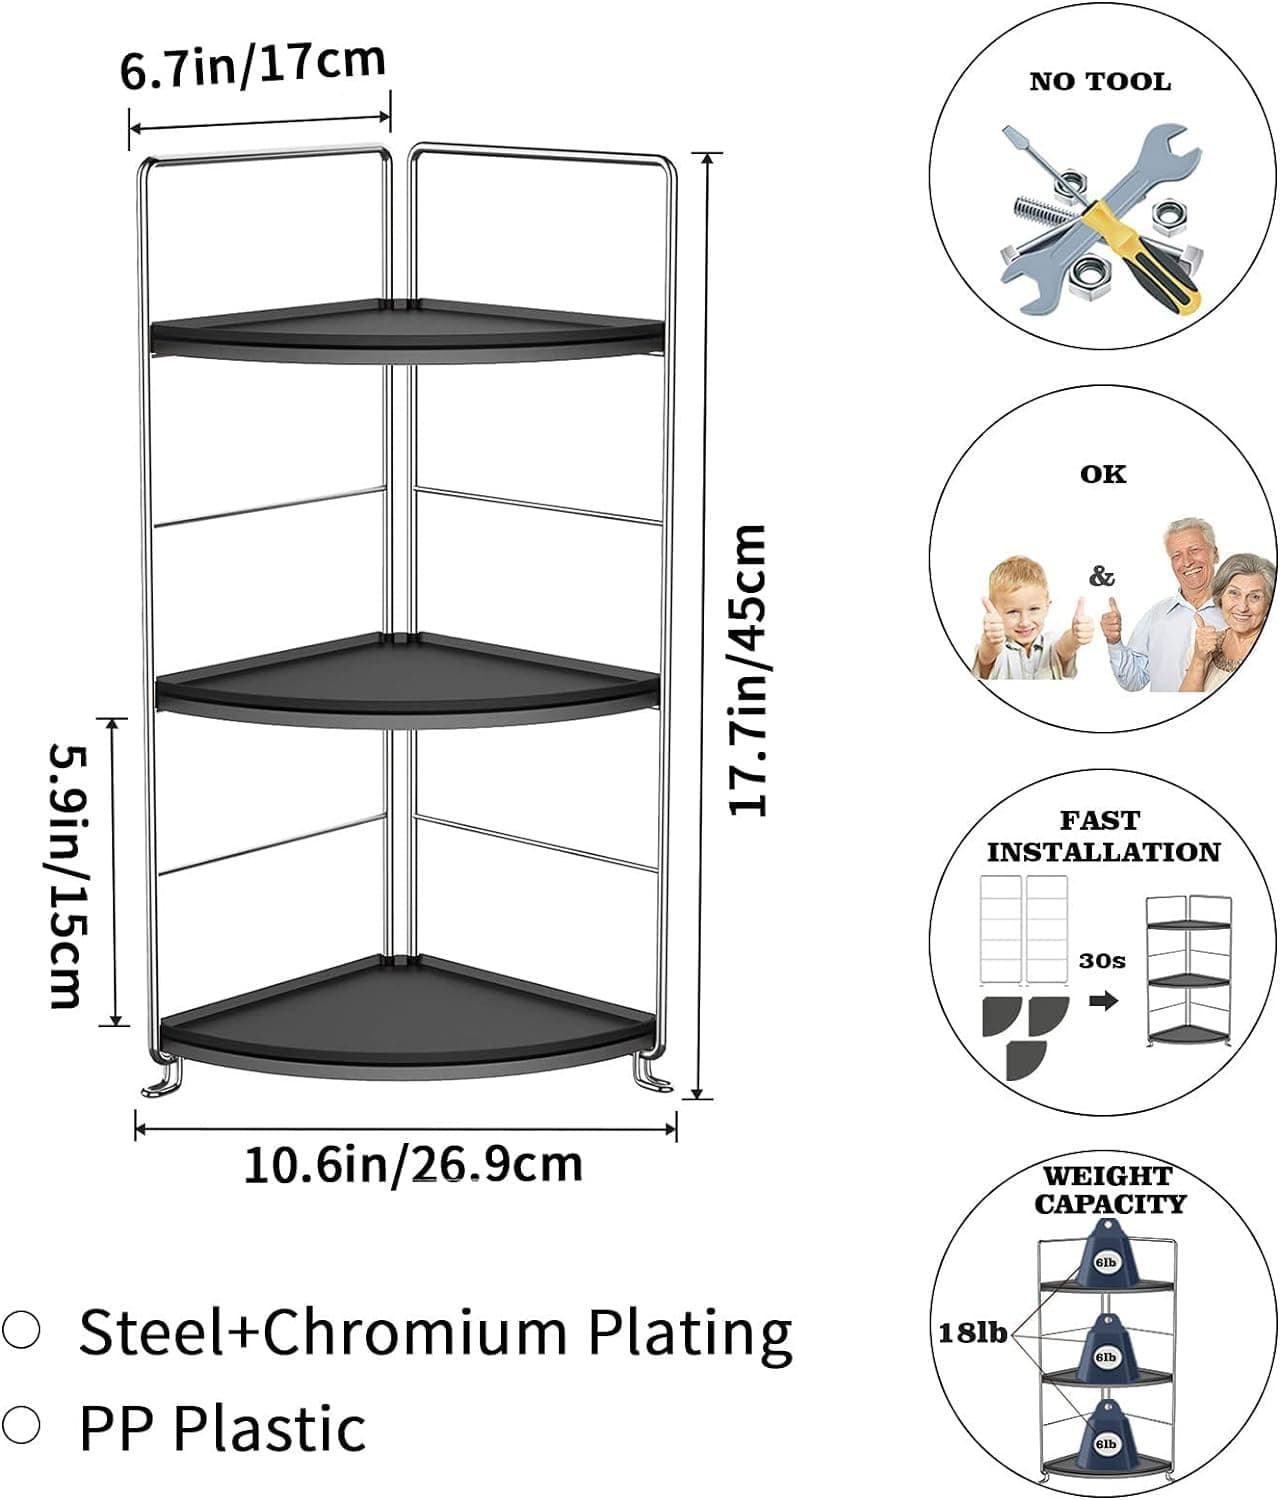 6.7in/17cm
17.7in/45cm
5.9in/15cm
10.6in/26.9cm
Steel+Chromium Plating
PP Plastic
NO TOOL
OK
&
FAST
INSTALLATION
30s
WEIGHT
CAPACITY
18lb
6lb
6lb
6lb